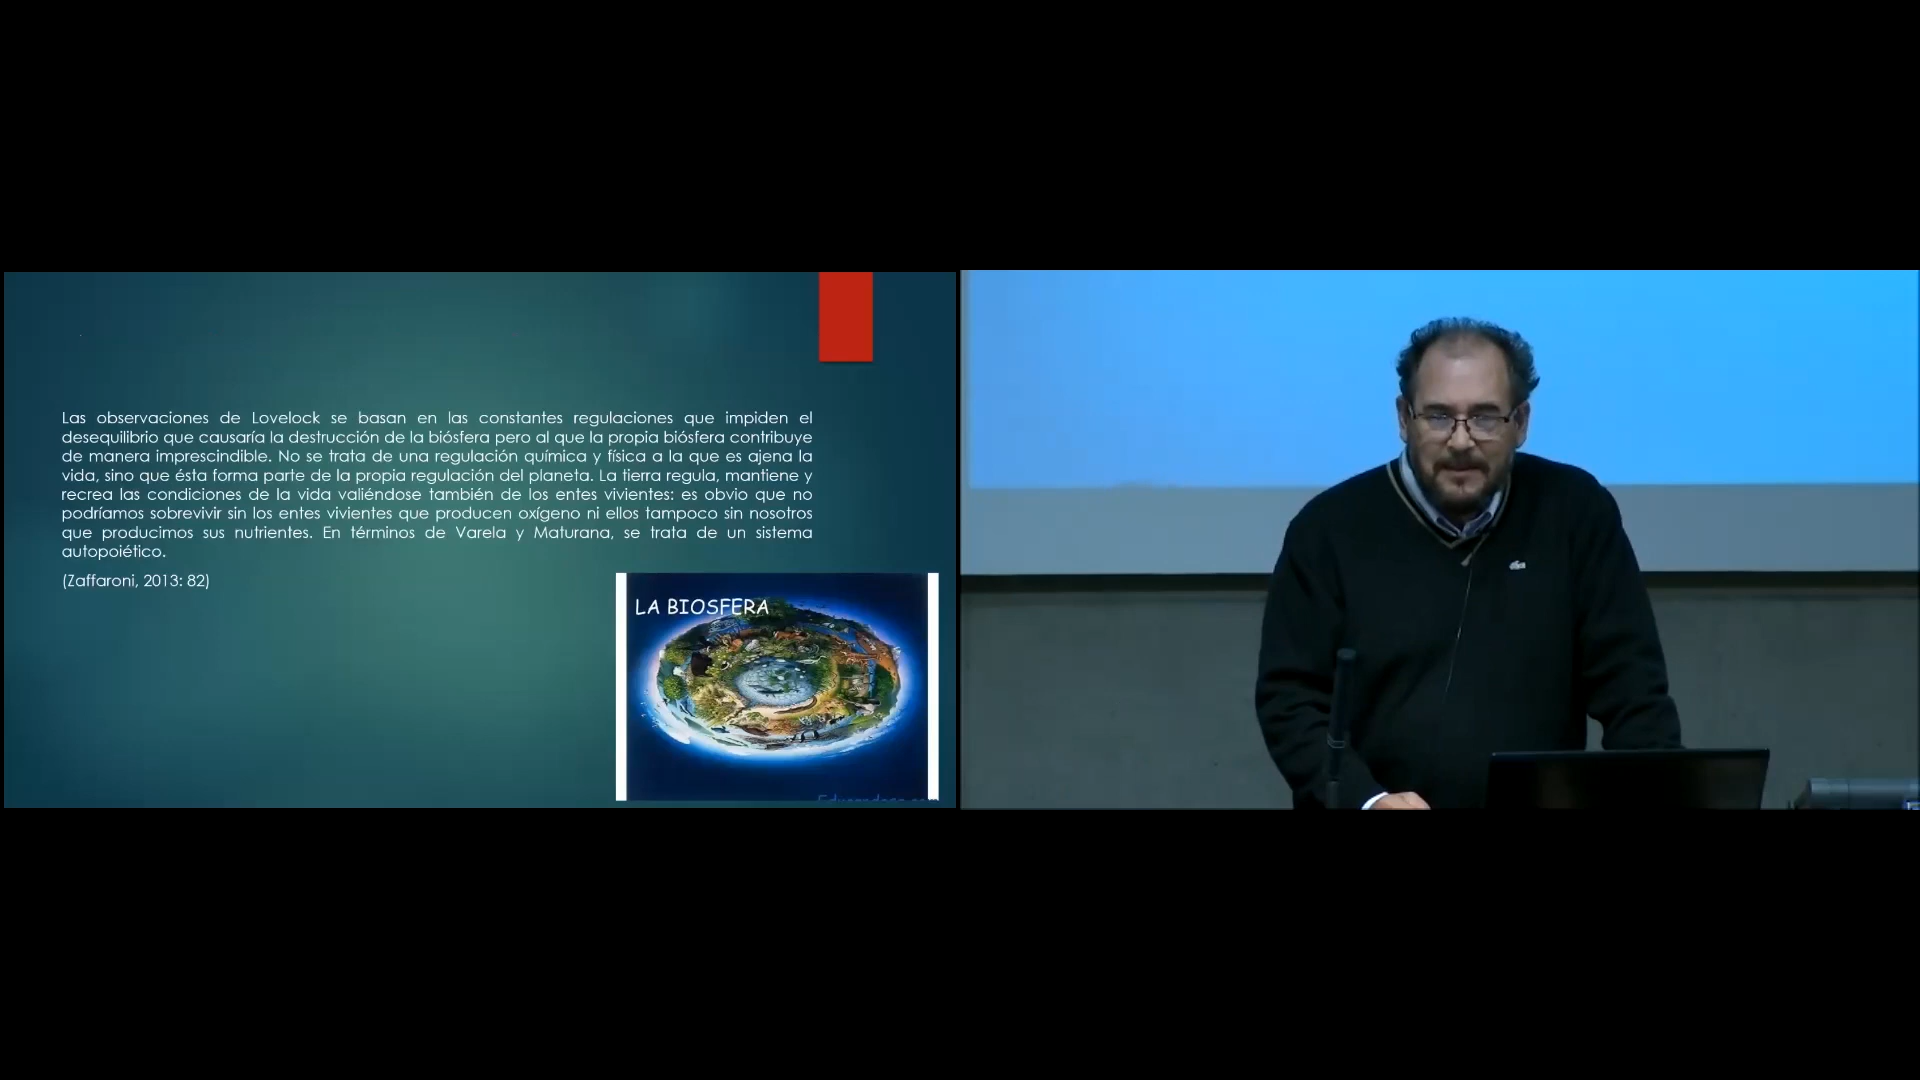 Las observaciones de Lovelock se basan en las constantes regulaciones que impiden el
desequilibrio que causaría la destrucción de la biósfera pero al que la propia biósfera contribuye
de manera imprescindible. No se trata de una regulación química y física a la que es ajena la
vida, sino que ésta forma parte de la propia regulación del planeta. La tierra regula, mantiene y
recrea las condiciones de la vida valiéndose también de los entes vivientes: es obvio que no
podríamos sobrevivir sin los entes vivientes que producen oxígeno ni ellos tampoco sin nosotros
que producimos sus nutrientes. En términos de Varela y Maturana, se trata de un sistema
autopoiético.
(Zaffaroni, 2013: 82)
LA BIOSFERA